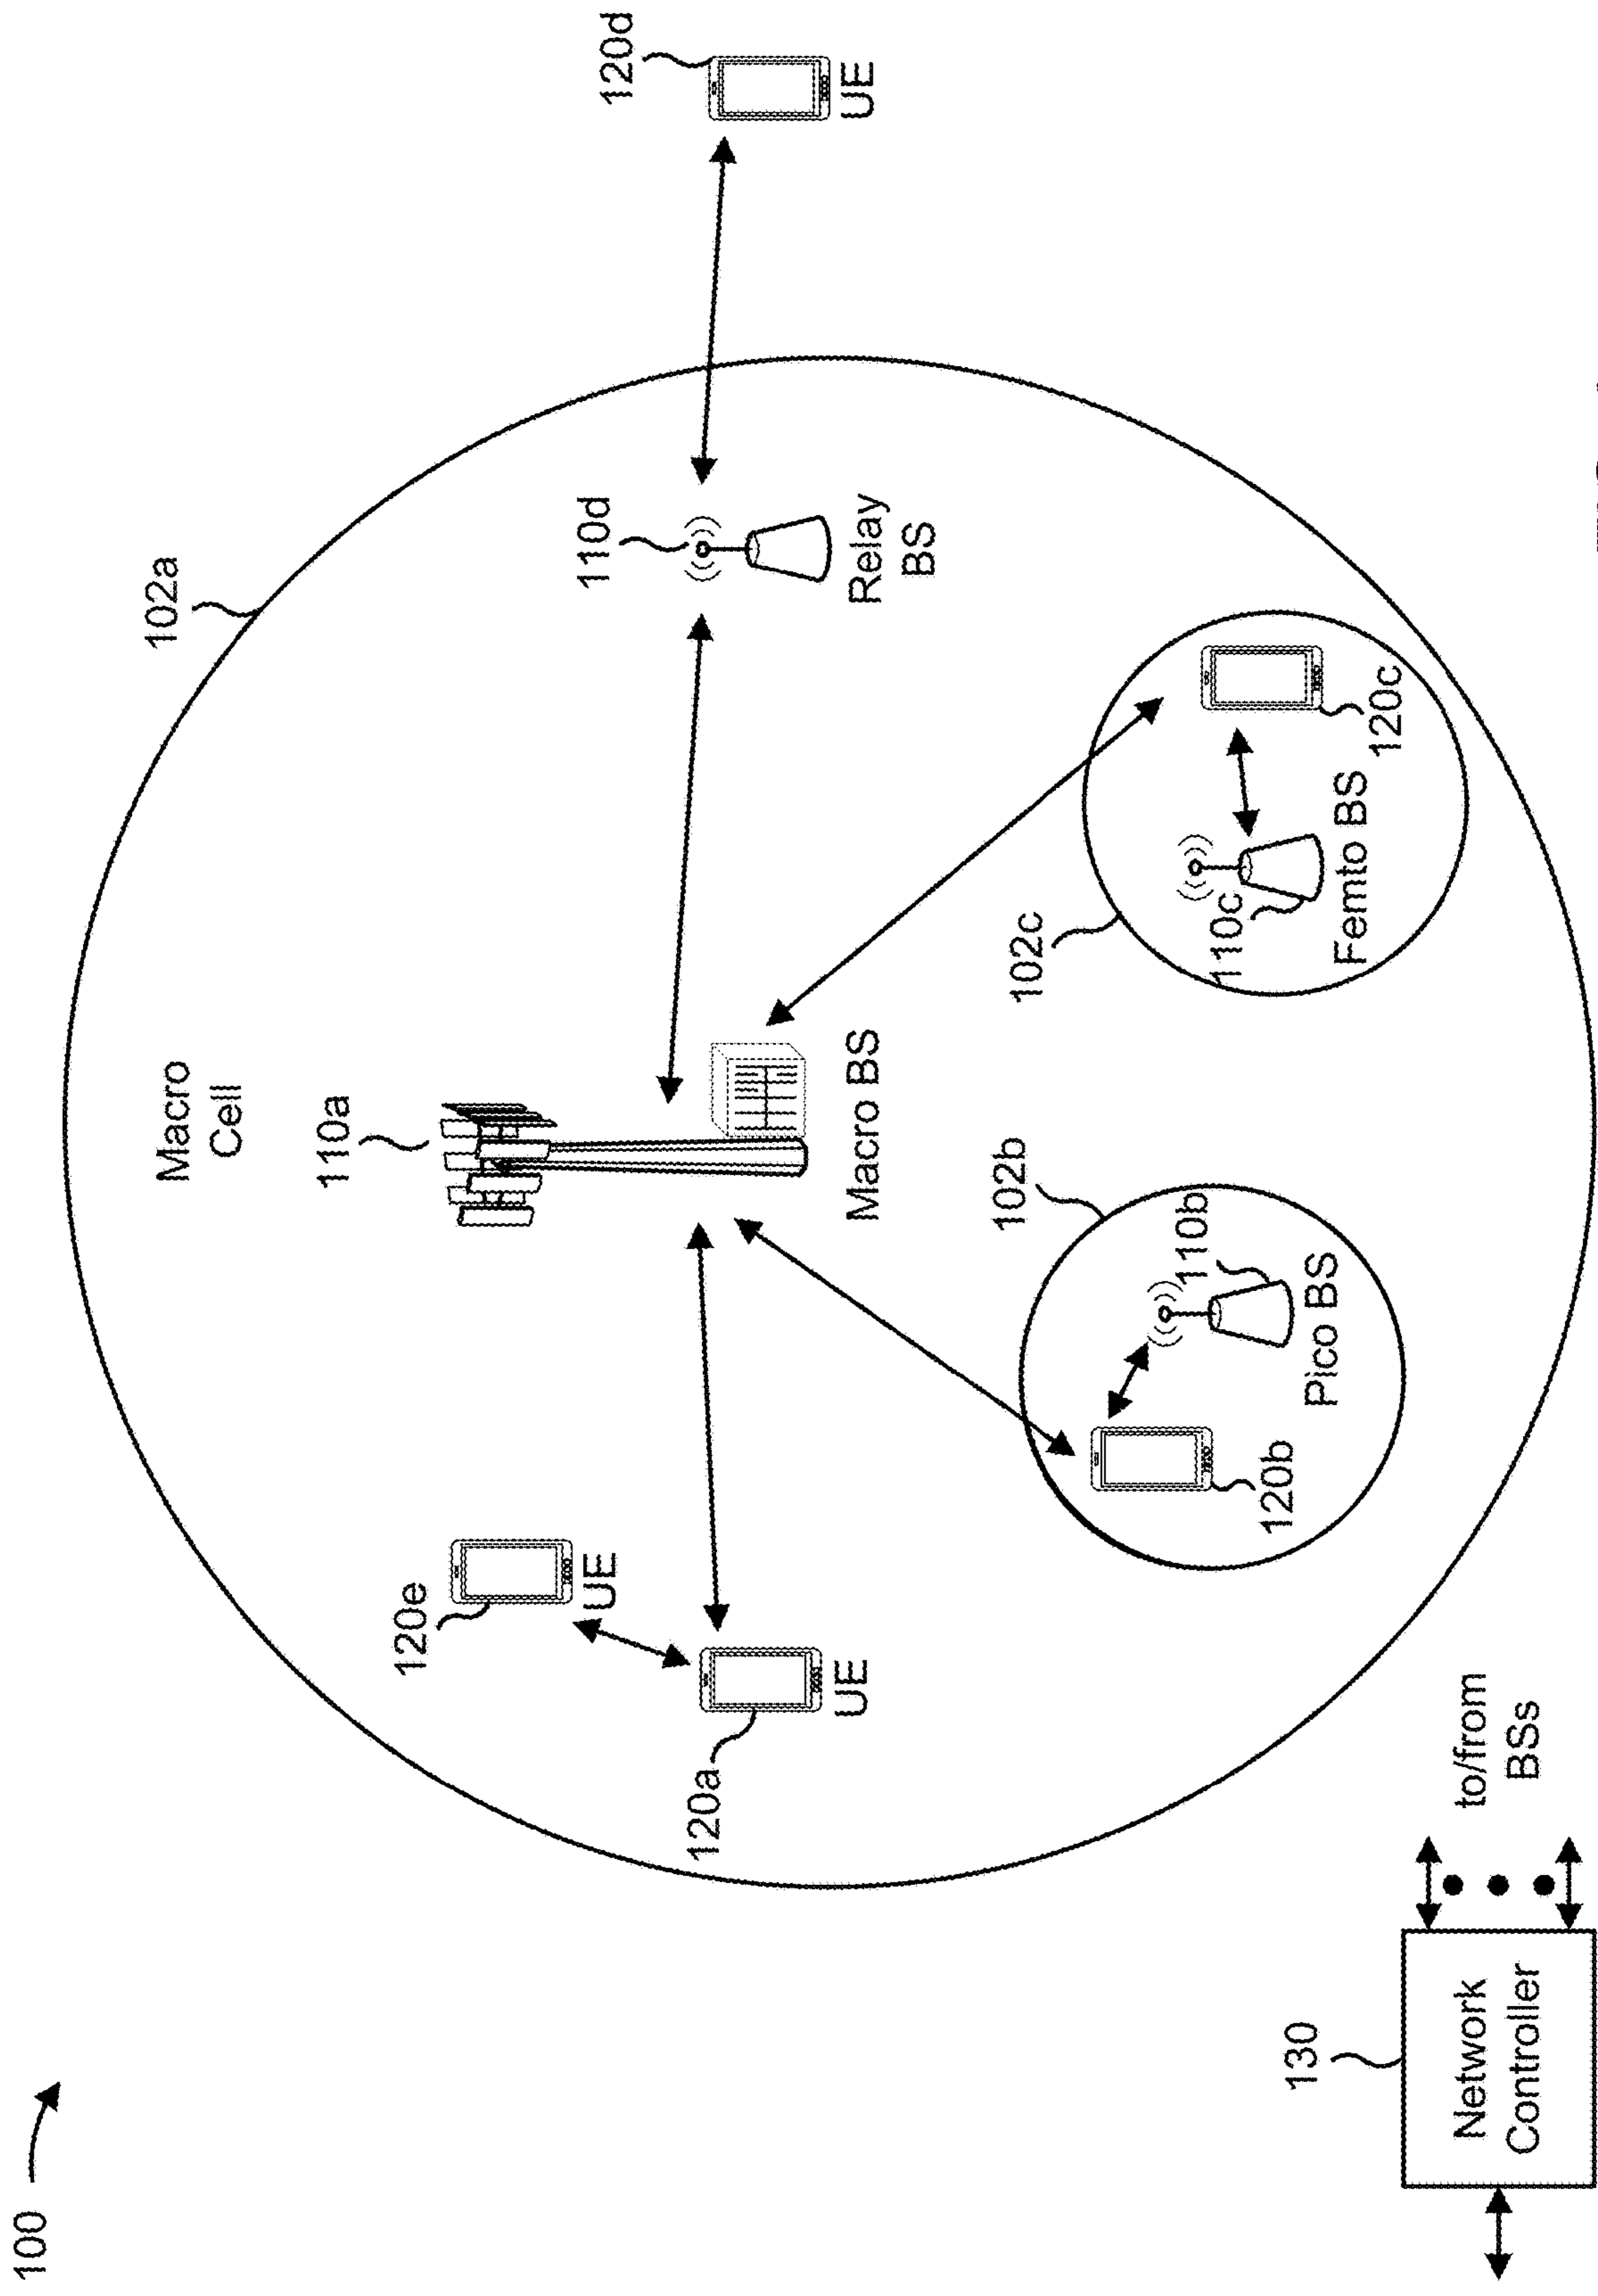 100
102a
Macro
Cell
110a
120d
UE
110d
Relay
BS
120e
UE
120a
UE
Macro BS
102b
110b
Pico BS
120b
102c
110c
Femto BS
120c
130
Network
Controller
to/from
BSs